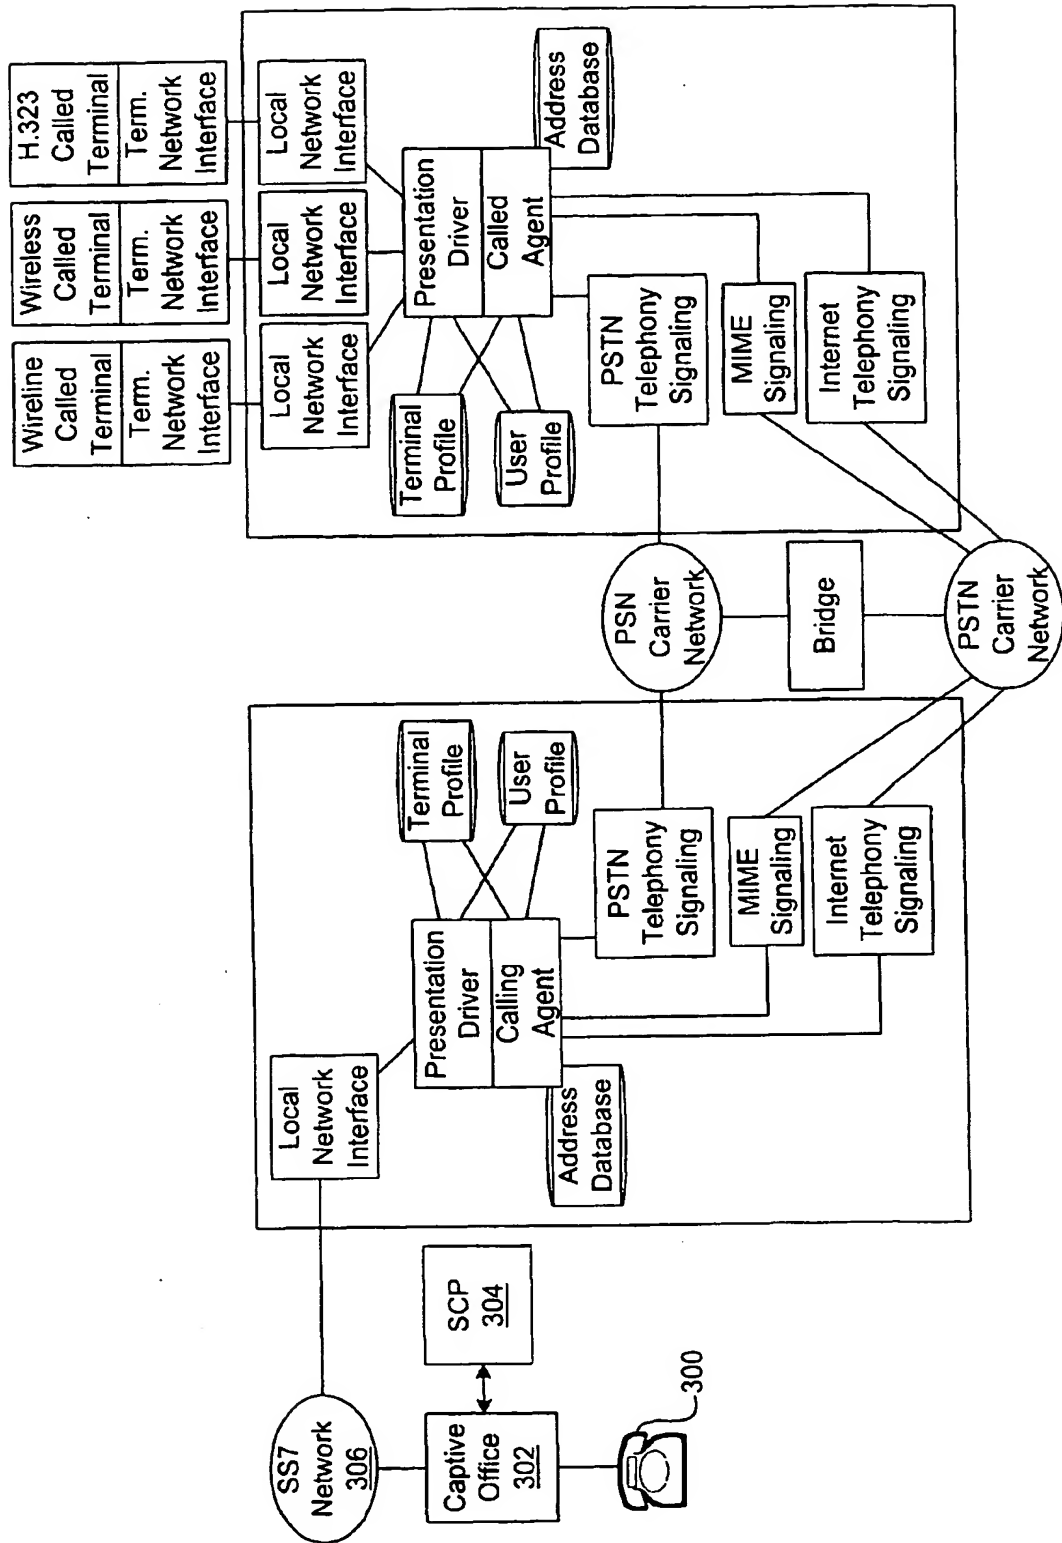 SS7
Network
306
Captive
Office
302
300
SCP
304
Local
Network
Interface
Presentation
Driver
Calling
Agent
Address
Database
Terminal
Profile
User
Profile
PSTN
Telephony
Signaling
MIME
Signaling
Internet
Telephony
Signaling
PSN
Carrier
Network
Bridge
PSTN
Carrier
Network
Wireline
Called
Terminal
Term.
Network
Interface
Wireless
Called
Terminal
Term.
Network
Interface
H.323
Called
Terminal
Term.
Network
Interface
Local
Network
Interface
Local
Network
Interface
Local
Network
Interface
Terminal
Profile
User
Profile
Presentation
Driver
Called
Agent
Address
Database
PSTN
Telephony
Signaling
MIME
Signaling
Internet
Telephony
Signaling